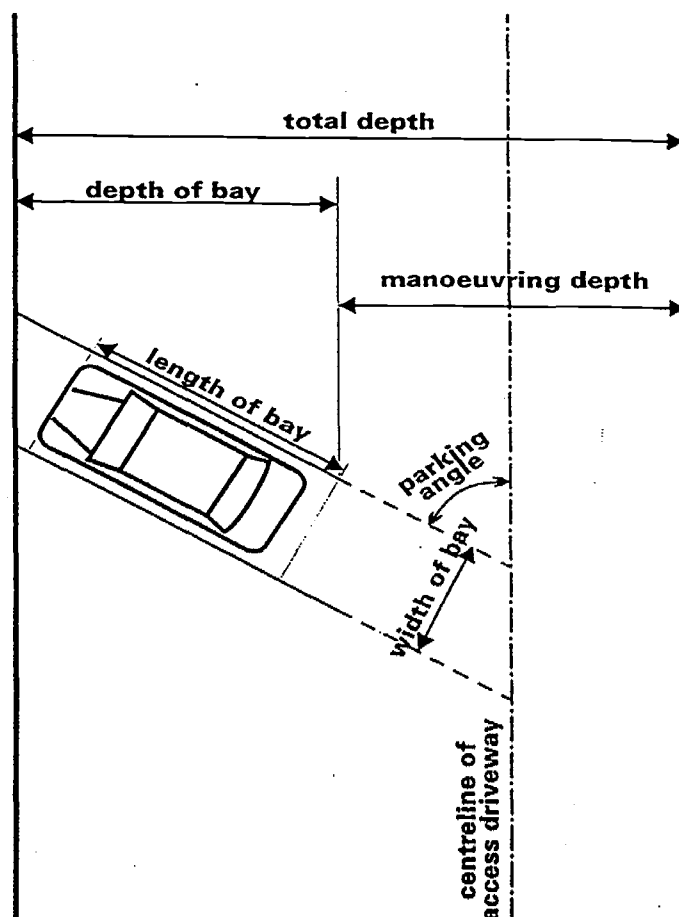 total depth
depth of bay
manoeuvring depth
length of bay
parking
angle
width of bay
centreline of
access driveway